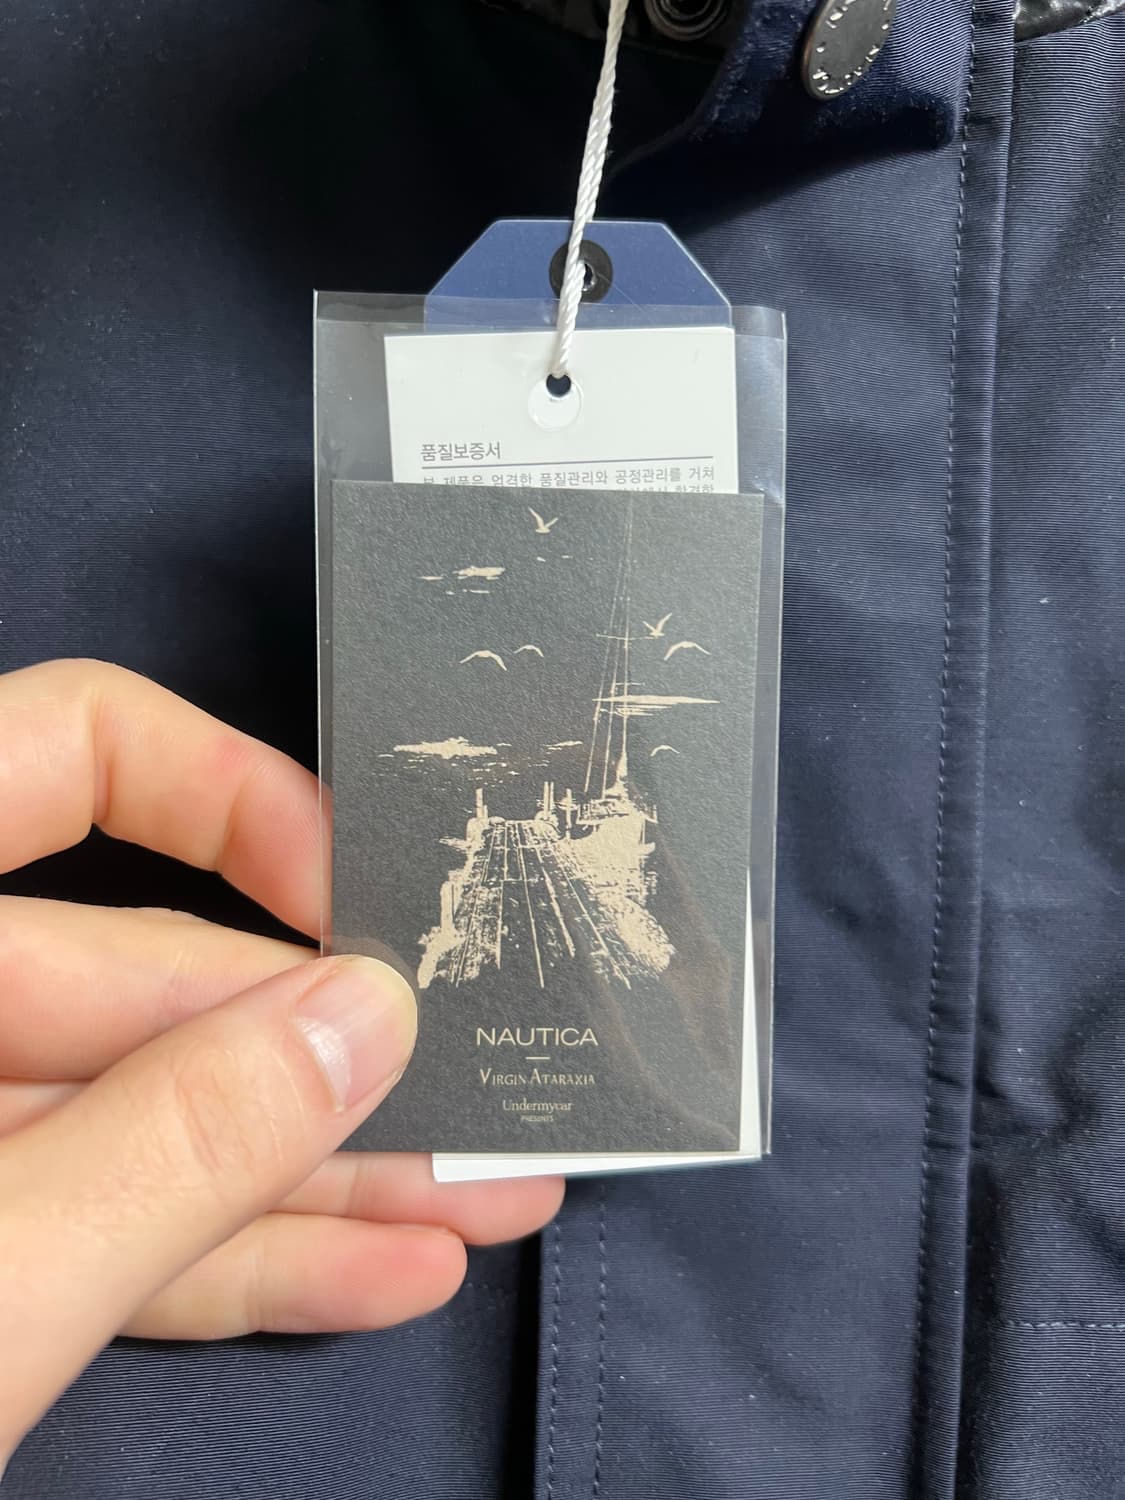 품질보증서
본 제품은 엄격한 품질관리와 공정관리를 거쳐
NAUTICA
VIRGIN ATARAXIA
Undermycar
PRESENTS